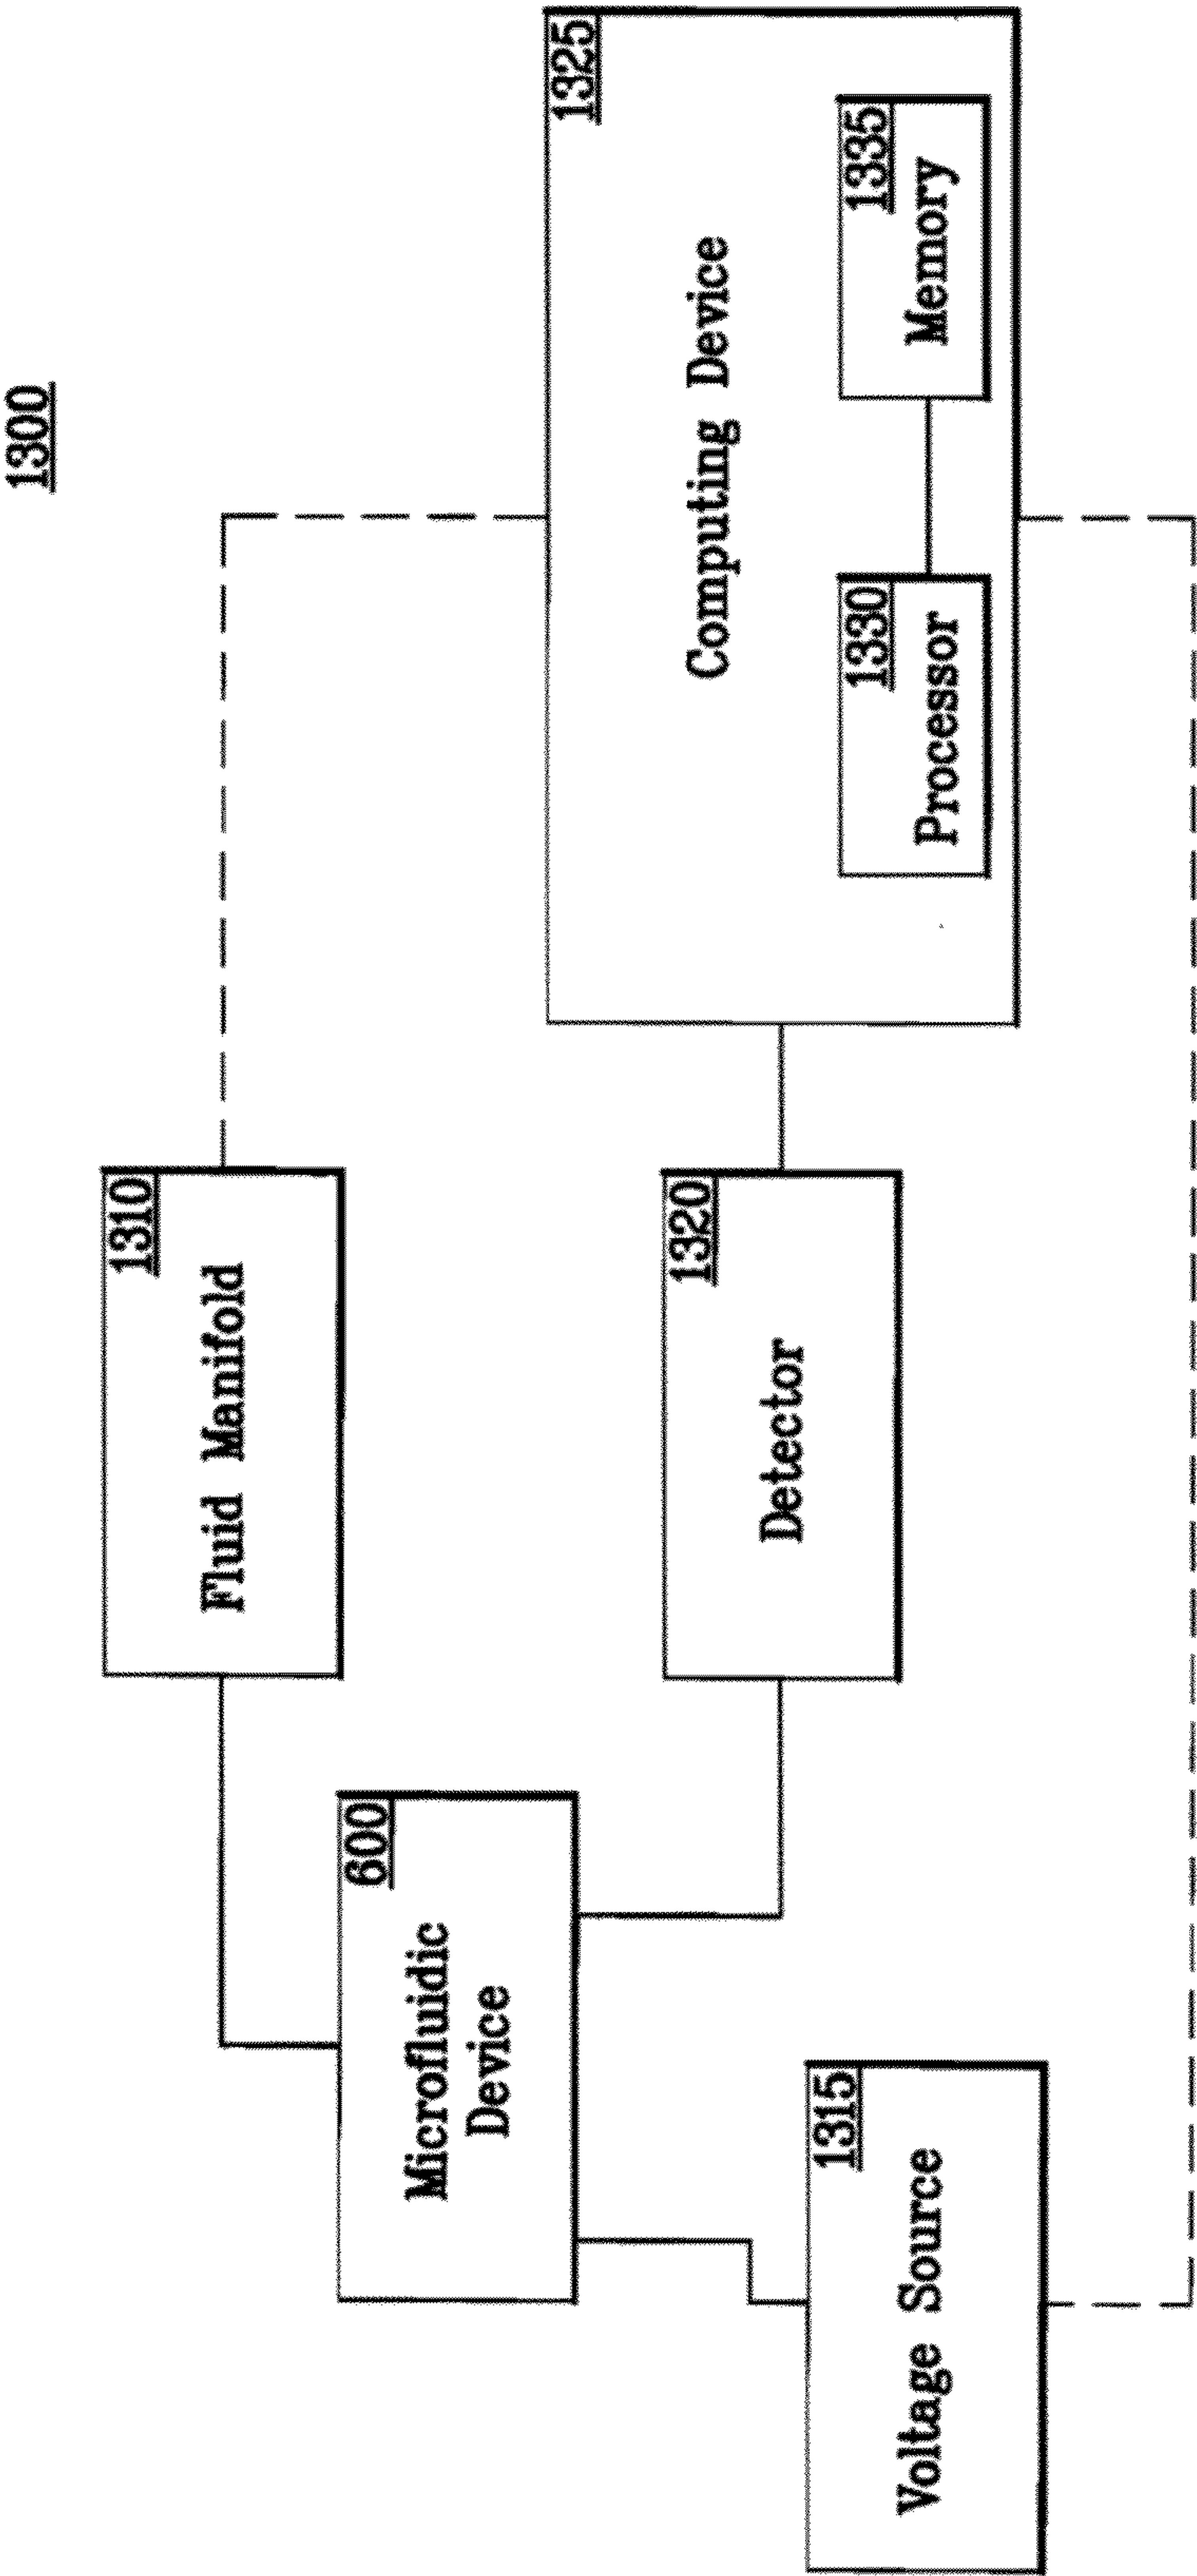 1300
1310
Fluid Manifold
600
Microfluidic
Device
1325
Computing Device
1320
Detector
1330
Processor
1335
Memory
1315
Voltage Source